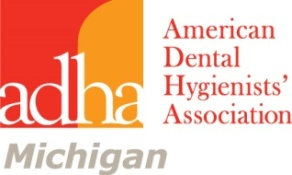 adha
American
Dental
Hygienists'
Association
Michigan